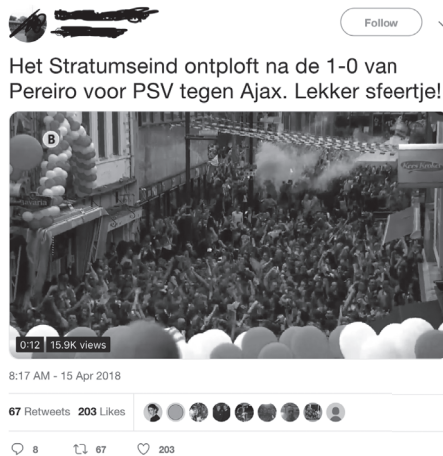 Follow
Het Stratumseind ontploft na de 1-0 van
Pereiro voor PSV tegen Ajax. Lekker sfeertje!
B
0:12 15.9K views
8:17 AM - 15 Apr 2018
67 Retweets 203 Likes
8 67 203